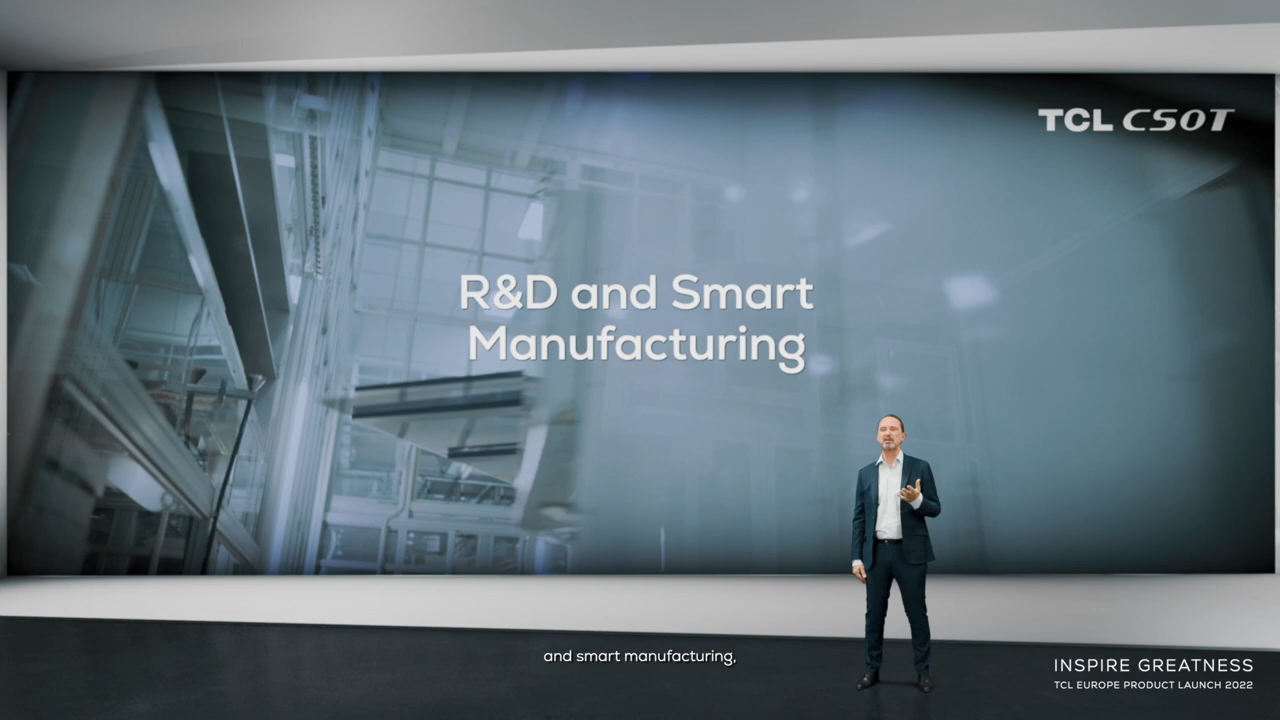 TCL CSOT
R&D and Smart
Manufacturing
and smart manufacturing,
INSPIRE GREATNESS
TCL EUROPE PRODUCT LAUNCH 2022